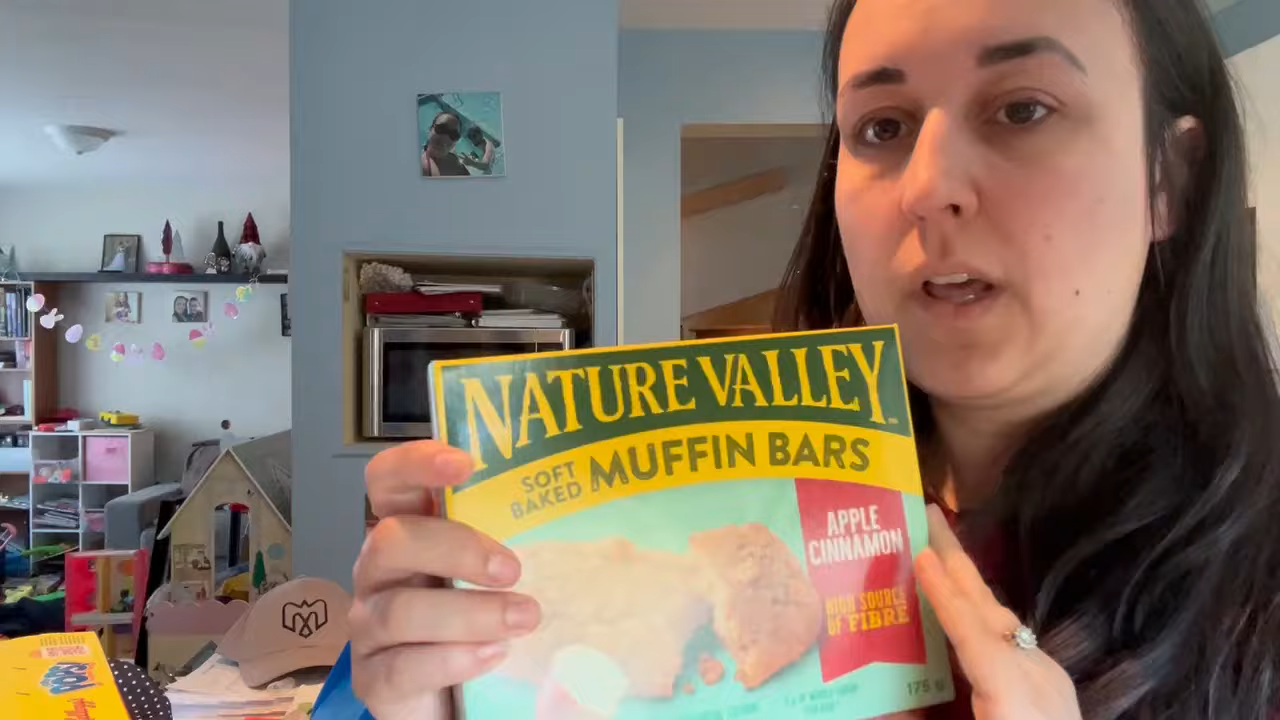 NATURE VALLEY
SOFT
BAKED
MUFFIN BARS
APPLE
CINNAMON
HIGH SOURCE
OF FIBRE
175